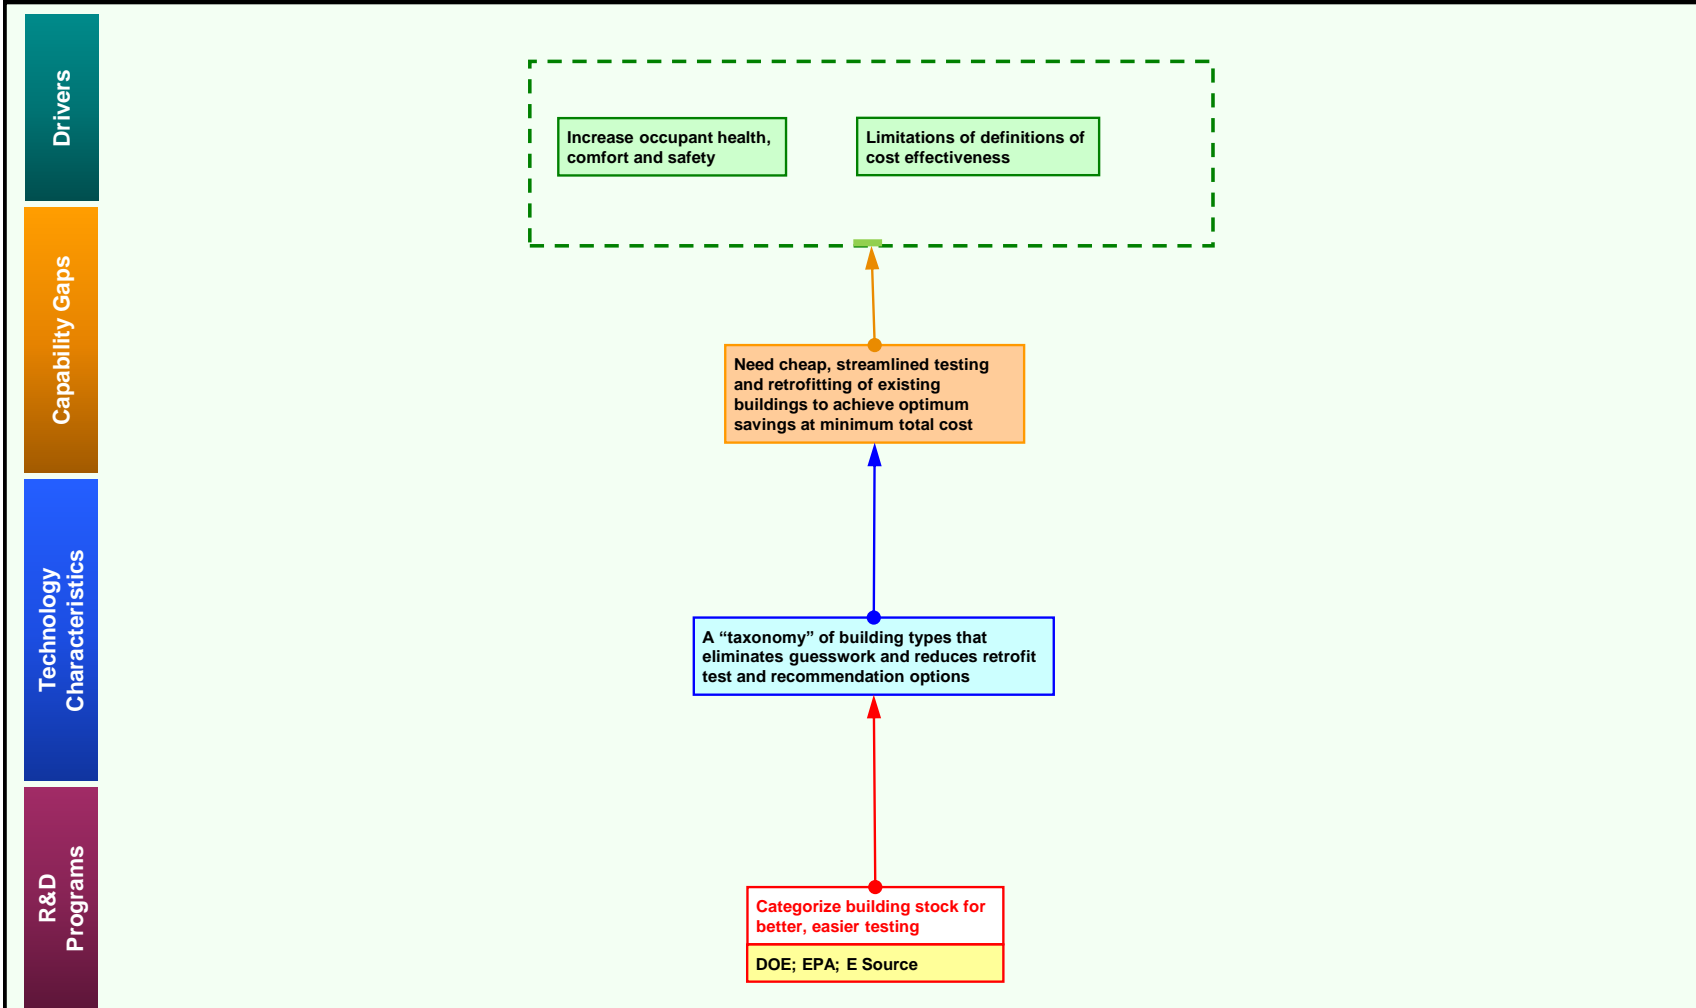 Drivers
Increase occupant health,
comfort and safety
Limitations of definitions of
cost effectiveness
Capability Gaps
Need cheap, streamlined testing
and retrofitting of existing
buildings to achieve optimum
savings at minimum total cost
Technology
Characteristics
A “taxonomy” of building types that
eliminates guesswork and reduces retrofit
test and recommendation options
R&D
Programs
Categorize building stock for
better, easier testing
DOE; EPA; E Source